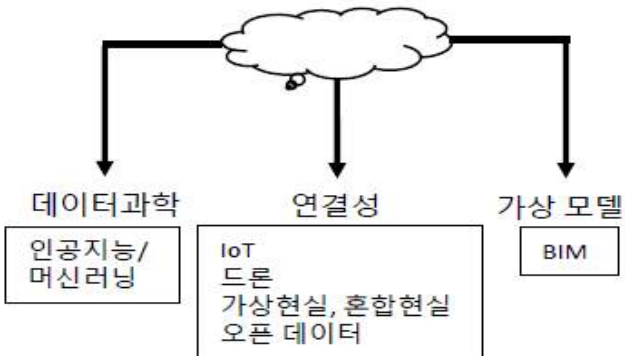 데이터과학
연결성
가상 모델
인공지능/
머신러닝
IoT
드론
가상현실, 혼합현실
오픈 데이터
BIM